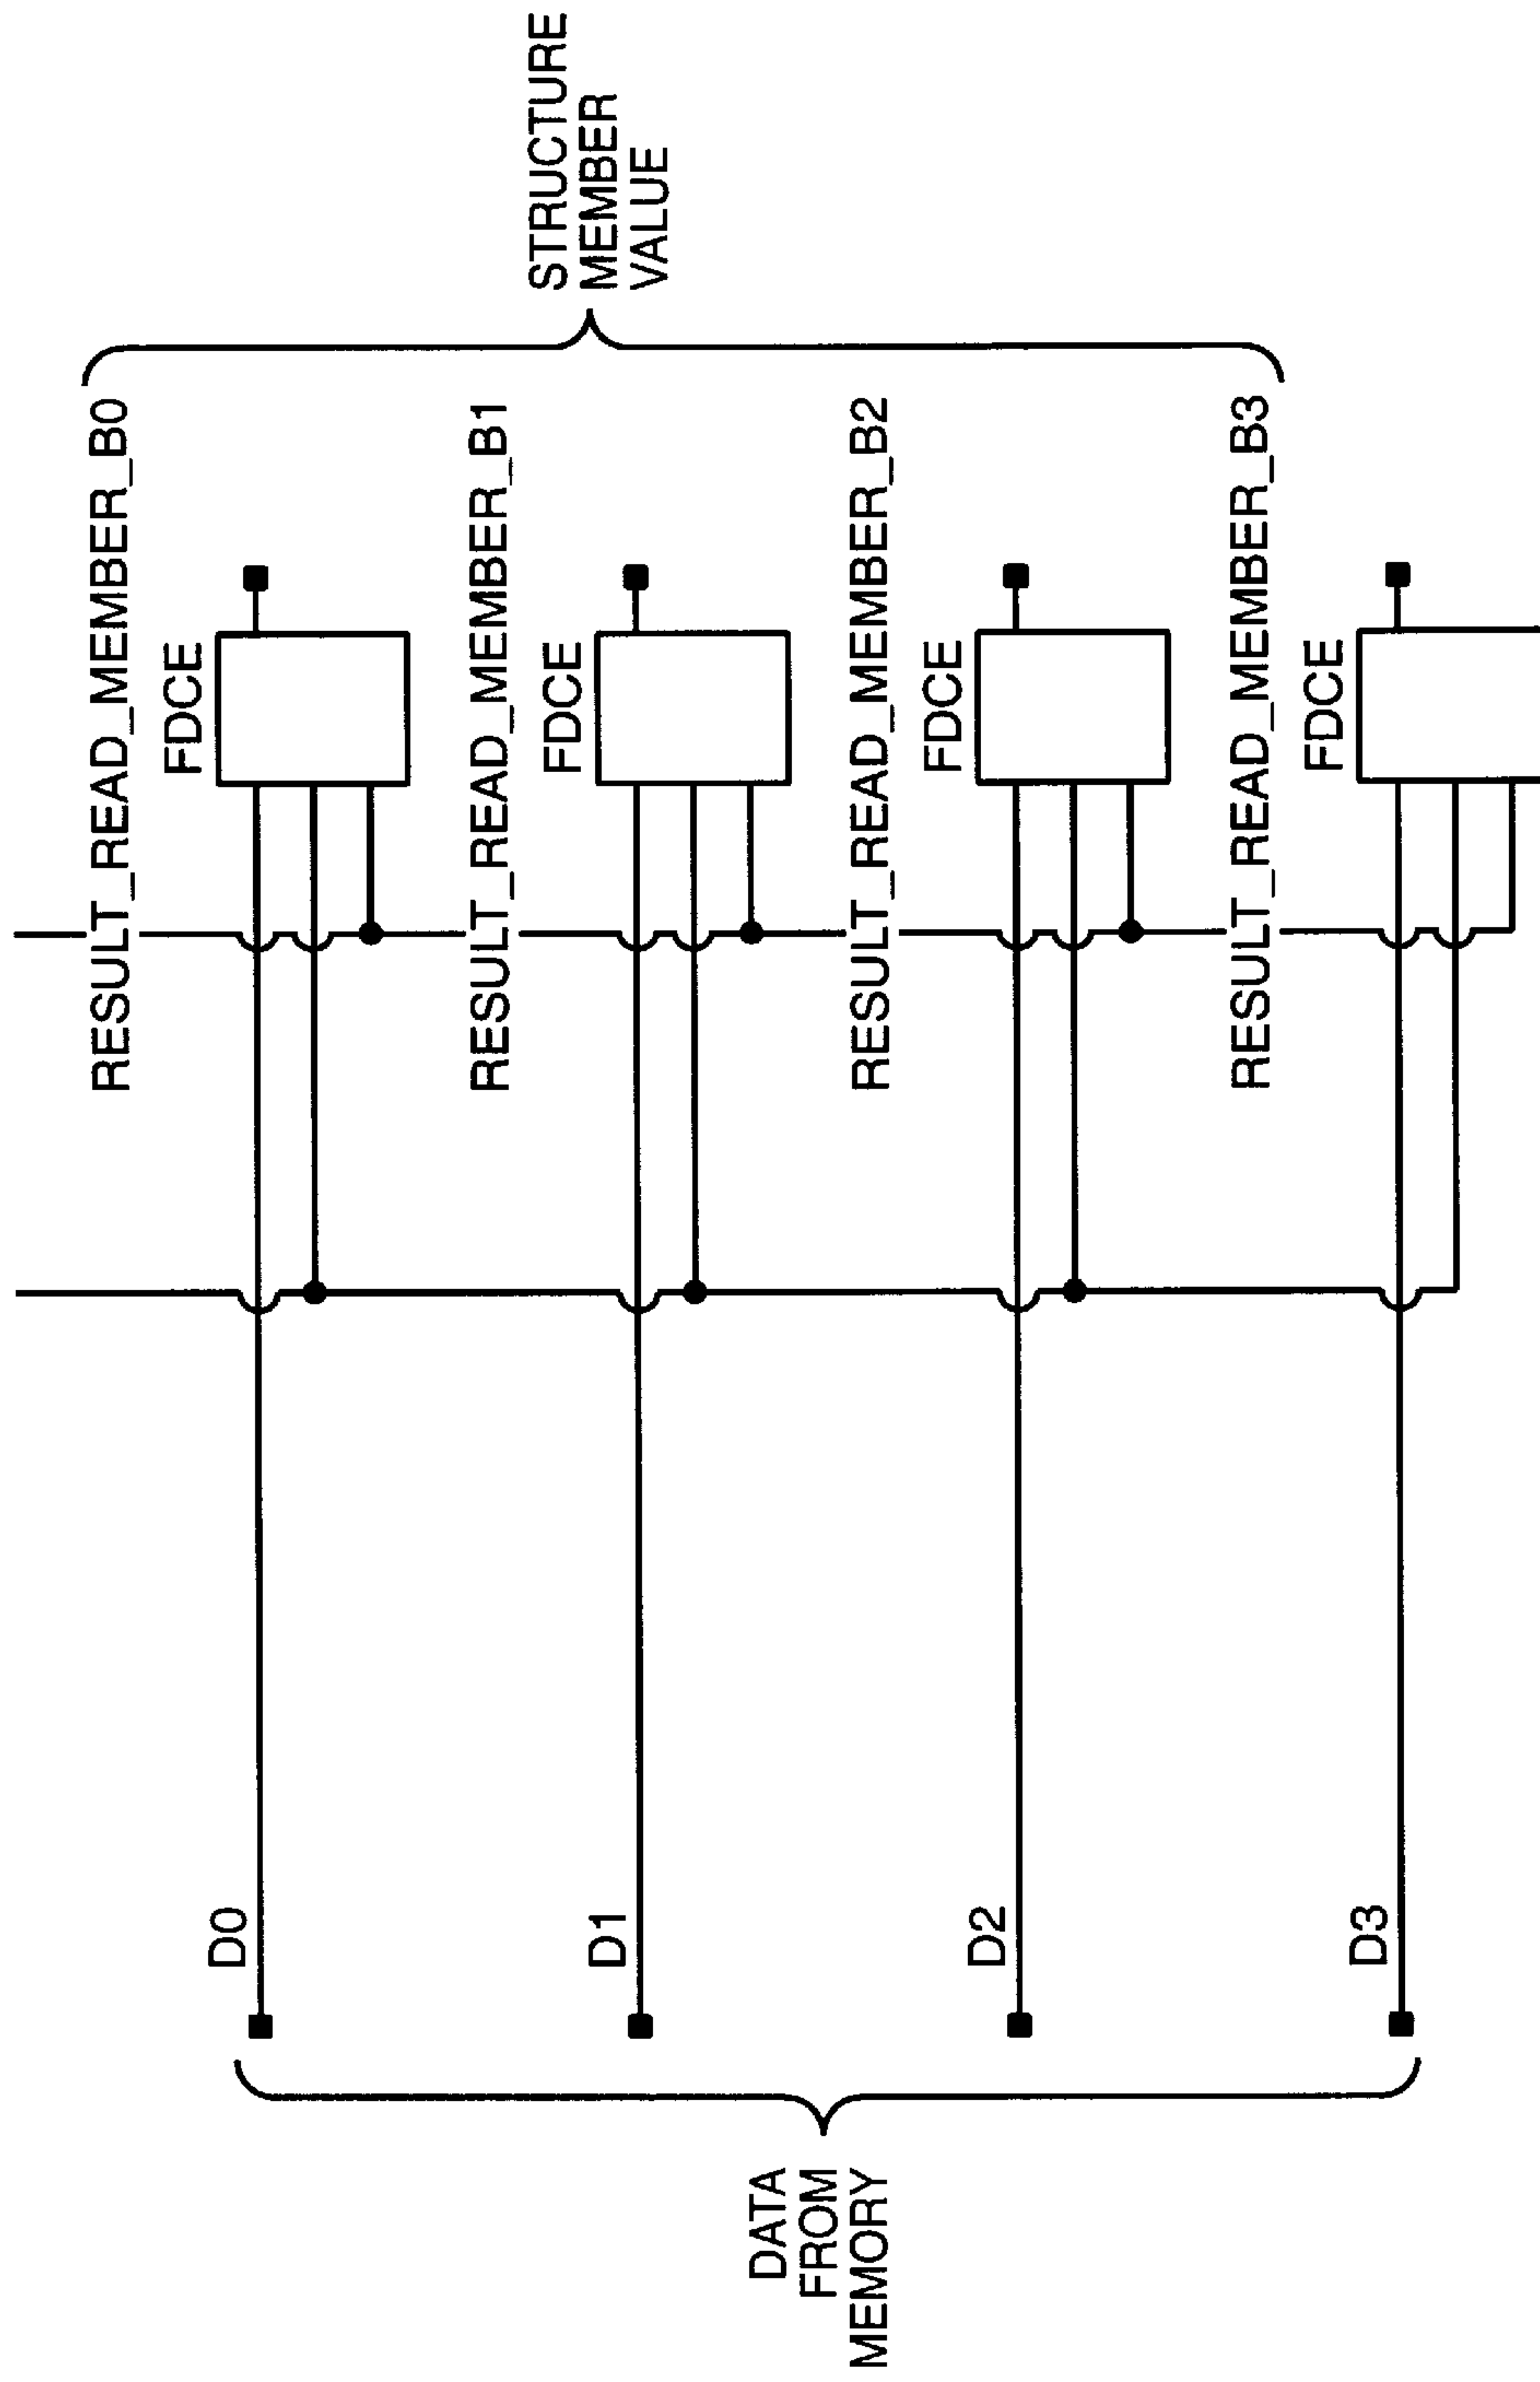 RESULT_READ_MEMBER_B0
FDCE
D0
RESULT_READ_MEMBER_B1
FDCE
D1
RESULT_READ_MEMBER_B2
FDCE
D2
RESULT_READ_MEMBER_B3
FDCE
D3
DATA
FROM
MEMORY
STRUCTURE
MEMBER
VALUE